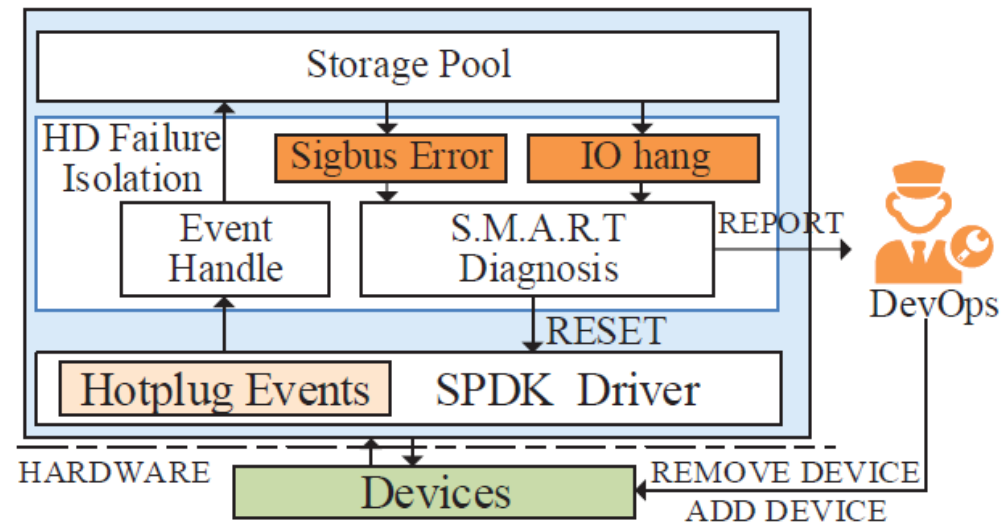 Storage Pool
HD Failure
Isolation
Sigbus Error
IO hang
Event
Handle
S.M.A.R.T
Diagnosis
REPORT
DevOps
RESET
Hotplug Events
SPDK Driver
HARDWARE
Devices
REMOVE DEVICE
ADD DEVICE